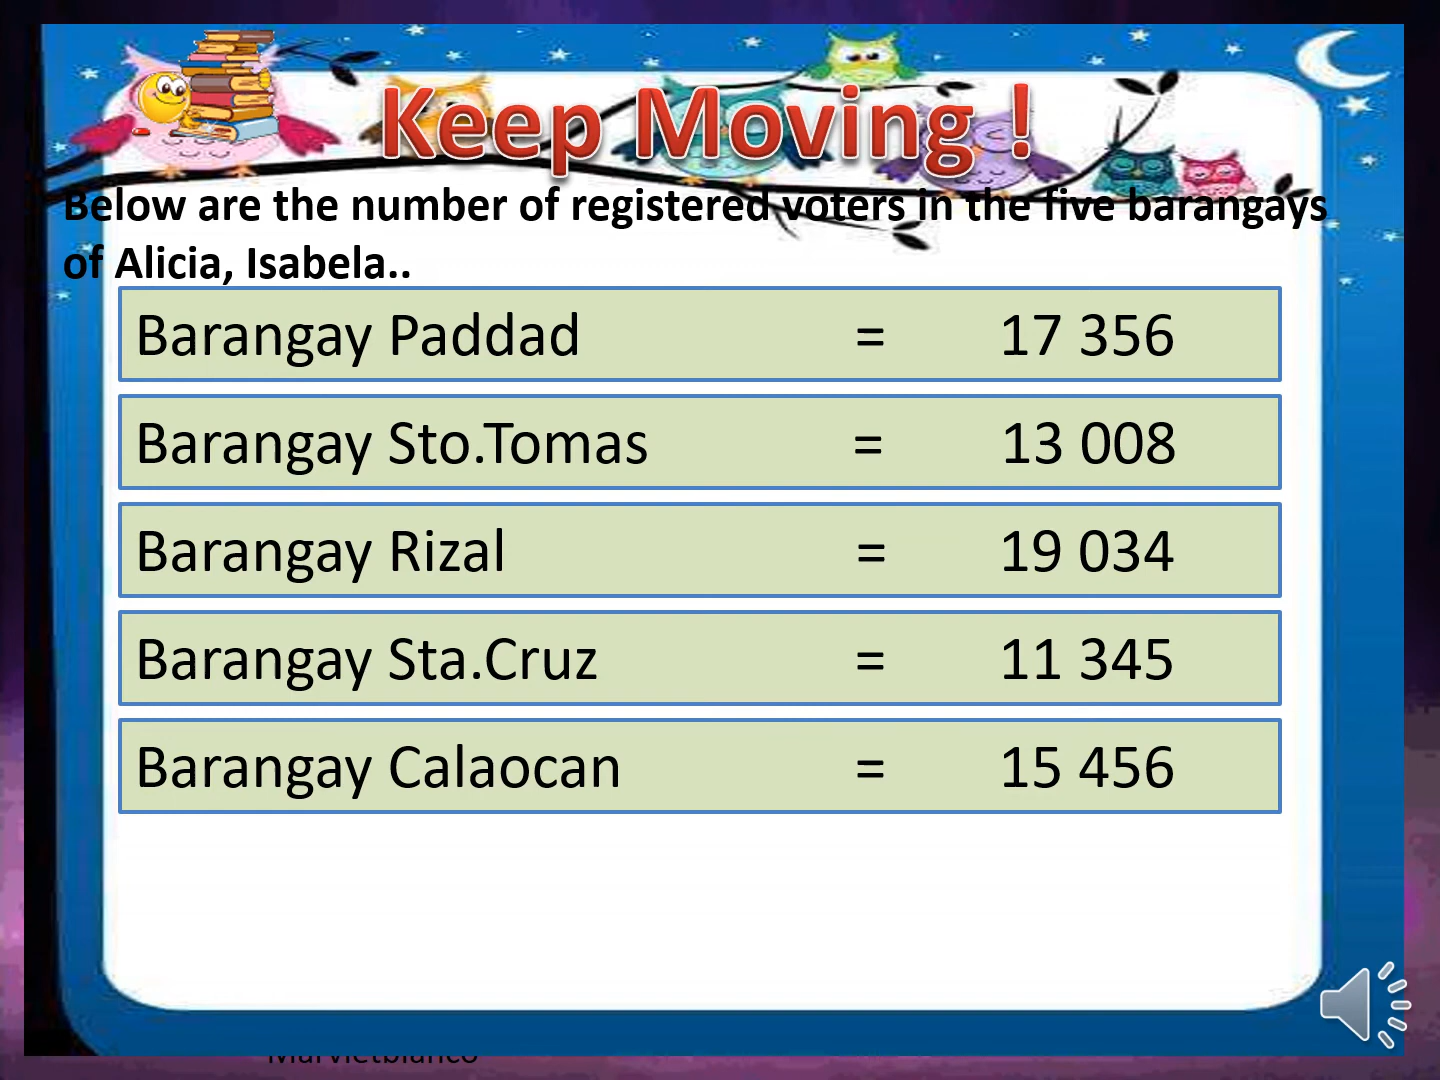 Keep Moving !
Below are the number of registered voters in the five barangays
of Alicia, Isabela..
Barangay Paddad = 17 356
Barangay Sto.Tomas = 13 008
Barangay Rizal = 19 034
Barangay Sta.Cruz = 11 345
Barangay Calaocan = 15 456